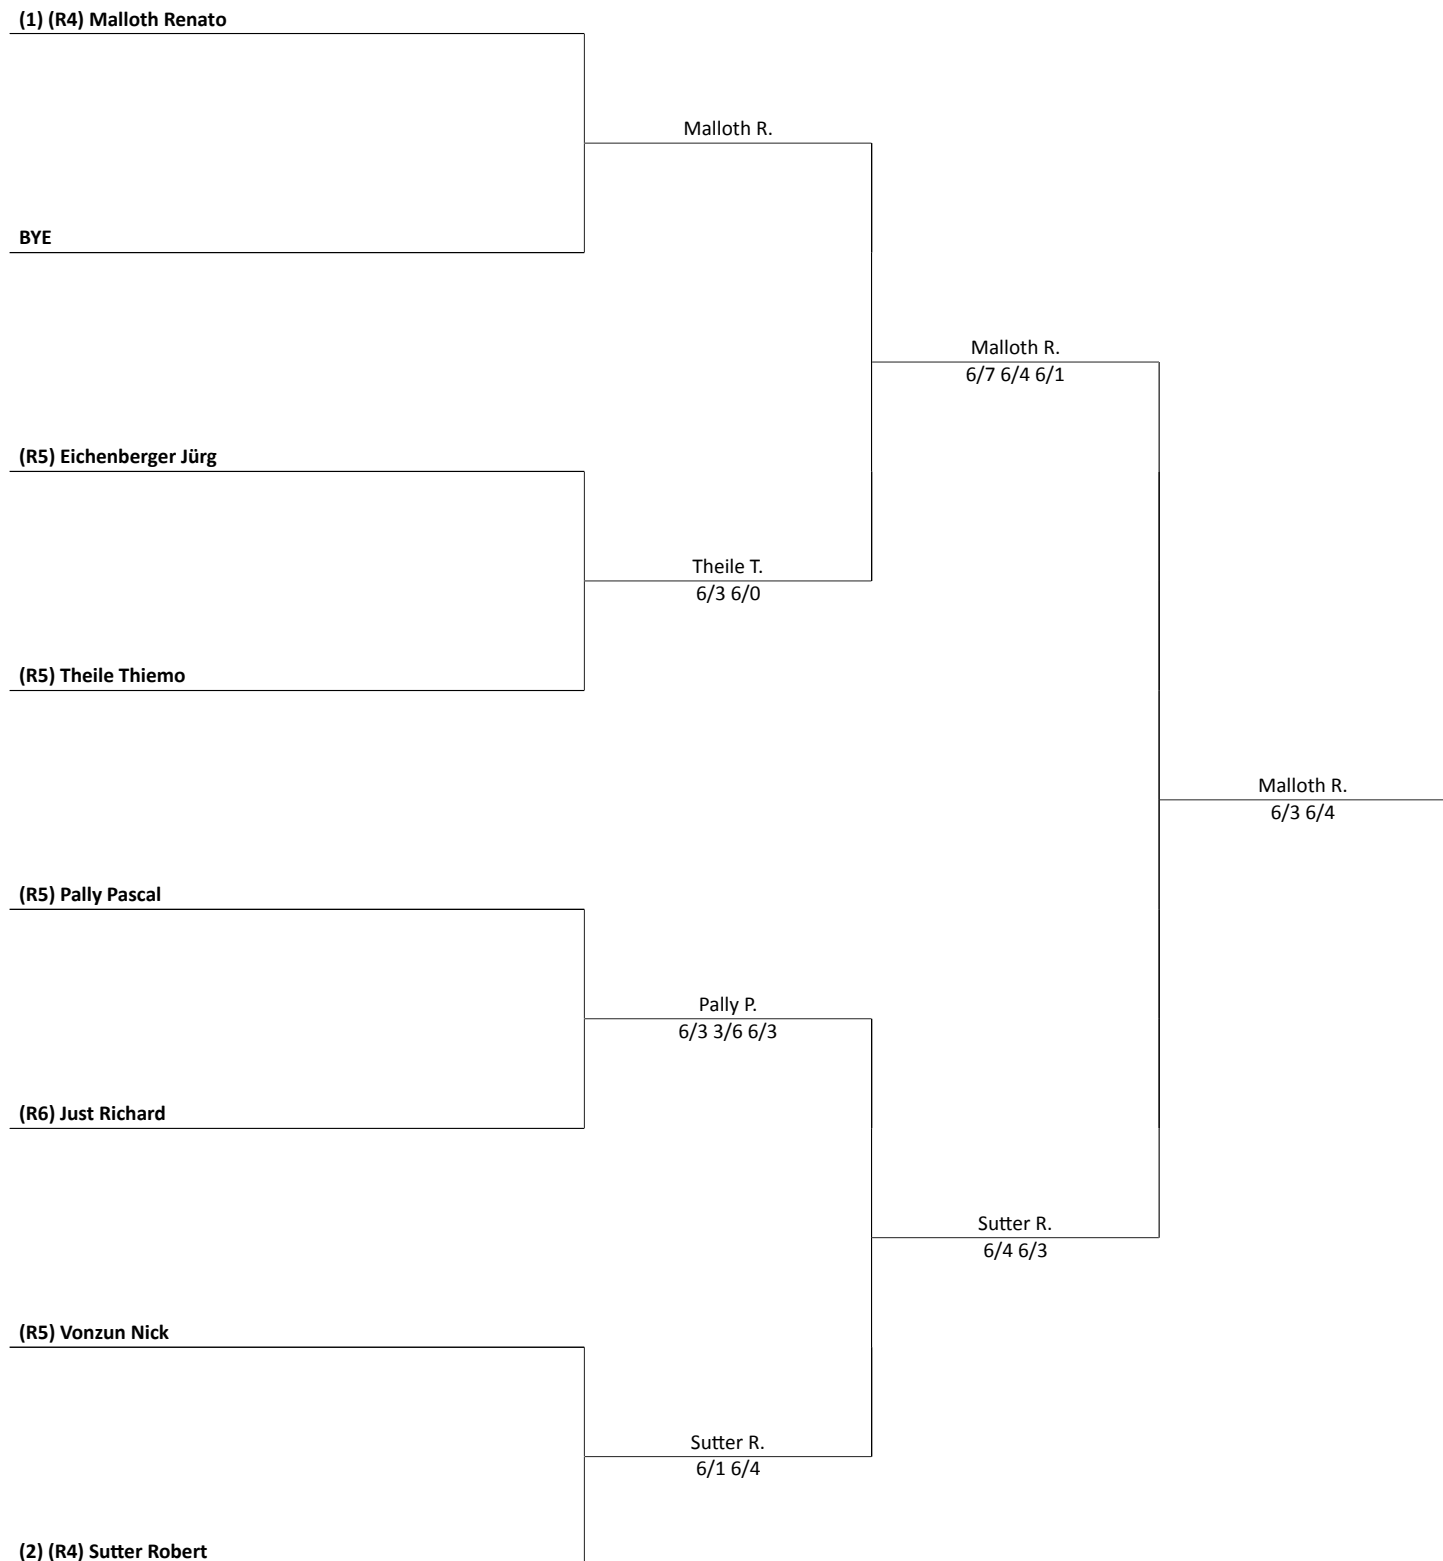 (1) (R4) Malloth Renato
Malloth R.
BYE
Malloth R.
6/7 6/4 6/1
(R5) Eichenberger Jürg
Theile T.
6/3 6/0
(R5) Theile Thiemo
Malloth R.
6/3 6/4
(R5) Pally Pascal
Pally P.
6/3 3/6 6/3
(R6) Just Richard
Sutter R.
6/4 6/3
(R5) Vonzun Nick
Sutter R.
6/1 6/4
(2) (R4) Sutter Robert